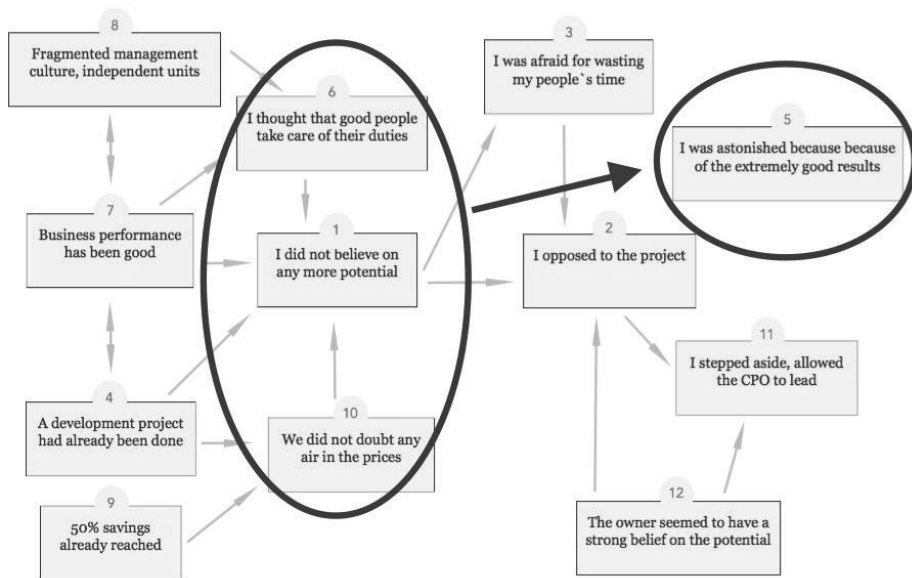 8
Fragmented management
culture, independent units
6
I thought that good people
take care of their duties
3
I was afraid for wasting
my people`s time
5
I was astonished because because
of the extremely good results
7
Business performance
has been good
1
I did not believe on
any more potential
2
I opposed to the project
11
I stepped aside, allowed
the CPO to lead
4
A development project
had already been done
10
We did not doubt any
air in the prices
9
50% savings
already reached
12
The owner seemed to have a
strong belief on the potential